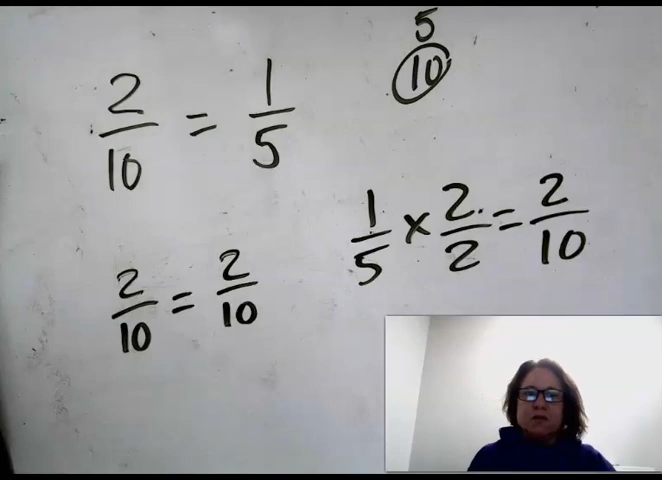 2/10 = 1/5
5
10
1/5 × 2/2 = 2/10
2/10 = 2/10